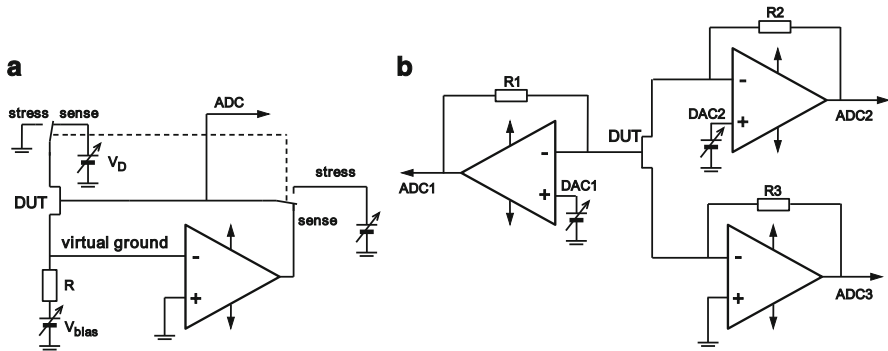 a
stress
sense
V_D
DUT
ADC
stress
sense
virtual ground
-
+
R
V_bias
b
R1
-
+
ADC1
DAC1
DUT
R2
-
+
DAC2
ADC2
R3
-
+
ADC3